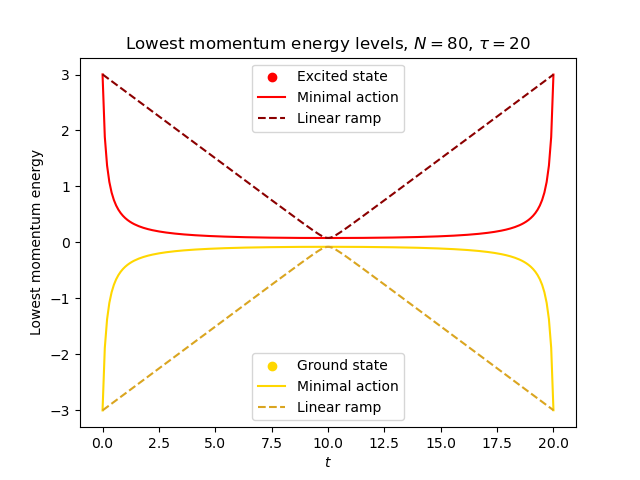 Lowest momentum energy levels, N = 80, τ = 20
Lowest momentum energy
3
2
1
0
−1
−2
−3
Excited state
Minimal action
Linear ramp
Ground state
Minimal action
Linear ramp
0.0 2.5 5.0 7.5 10.0 12.5 15.0 17.5 20.0
t